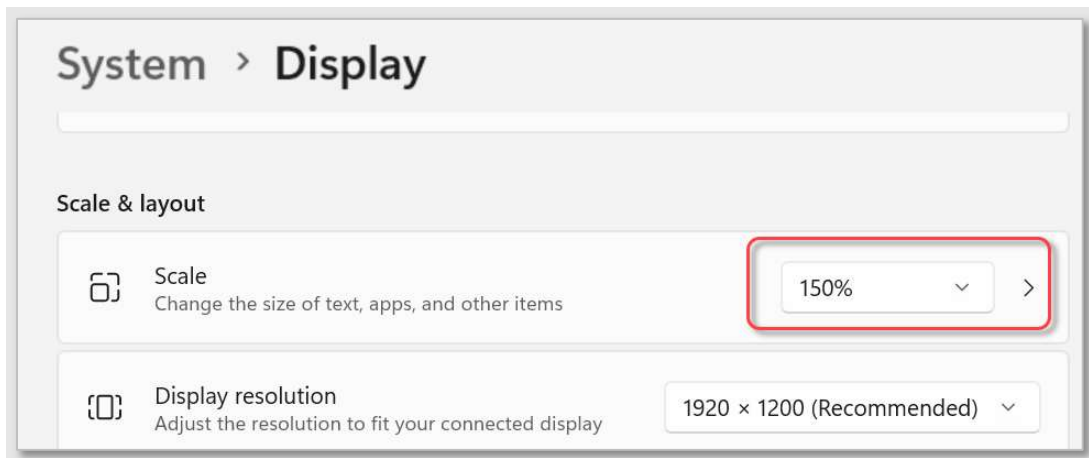 System > Display
Scale & layout
Scale
Change the size of text, apps, and other items
150%
Display resolution
Adjust the resolution to fit your connected display
1920 × 1200 (Recommended)